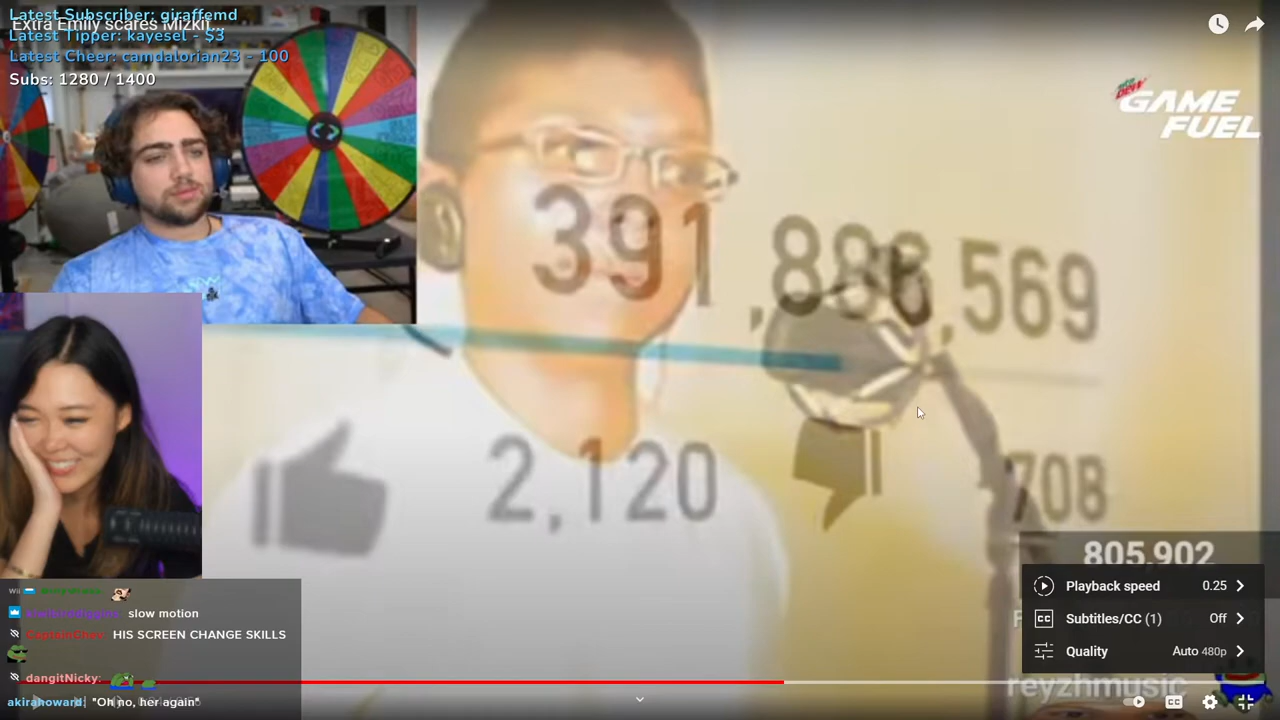 Latest Subscriber: giraffemd
Extra Emily scares Mizkif...
Latest Tipper: kayesel - $3
Latest Cheer: camdalorian23 - 100
Subs: 1280 / 1400
GAME
FUEL
391,888,569
2,120
708
805,902
Playback speed 0.25
Subtitles/CC (1) Off
Quality Auto 480p
slow motion
HIS SCREEN CHANGE SKILLS
dangitNicky:
akirahoward: "Oh no, her again"
reyzhmusic